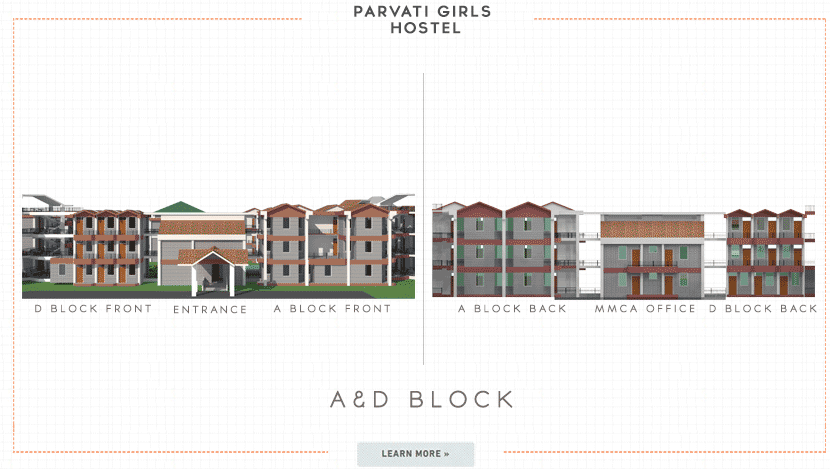 PARVATI GIRLS
HOSTEL
D BLOCK FRONT
ENTRANCE
A BLOCK FRONT
A BLOCK BACK
MMCA OFFICE
D BLOCK BACK
A&D BLOCK
LEARN MORE »